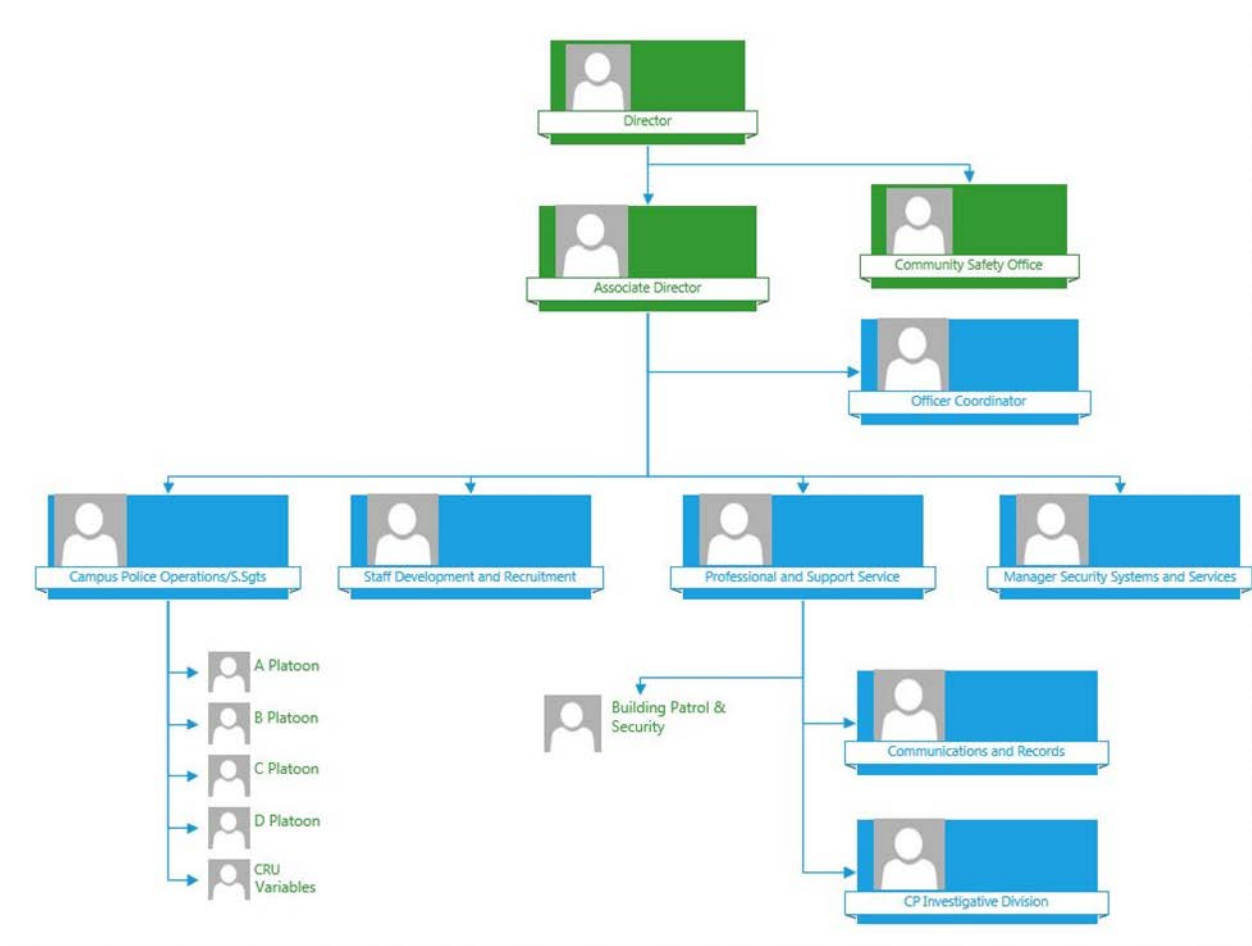 Director
Community Safety Office
Associate Director
Officer Coordinator
Campus Police Operations/S.Sgts
Staff Development and Recruitment
Professional and Support Service
Manager Security Systems and Services
A Platoon
B Platoon
C Platoon
D Platoon
CRU
Variables
Building Patrol &
Security
Communications and Records
CP Investigative Division